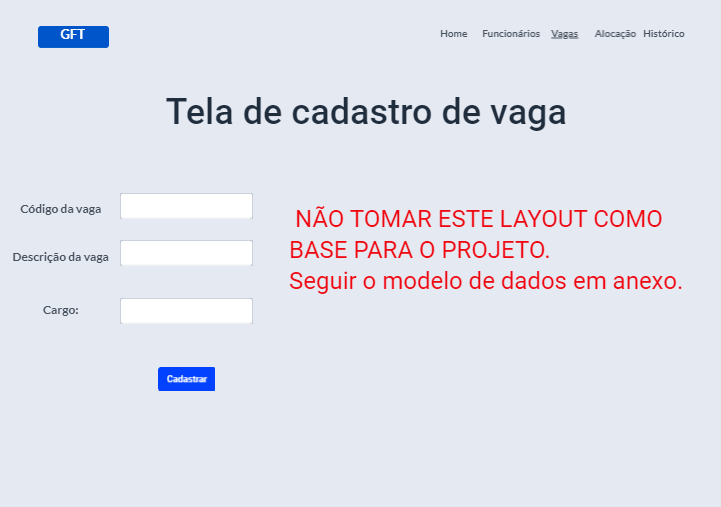 GFT
Home Funcionários Vagas Alocação Histórico
Tela de cadastro de vaga
Código da vaga
NÃO TOMAR ESTE LAYOUT COMO
BASE PARA O PROJETO.
Seguir o modelo de dados em anexo.
Descrição da vaga
Cargo:
Cadastrar